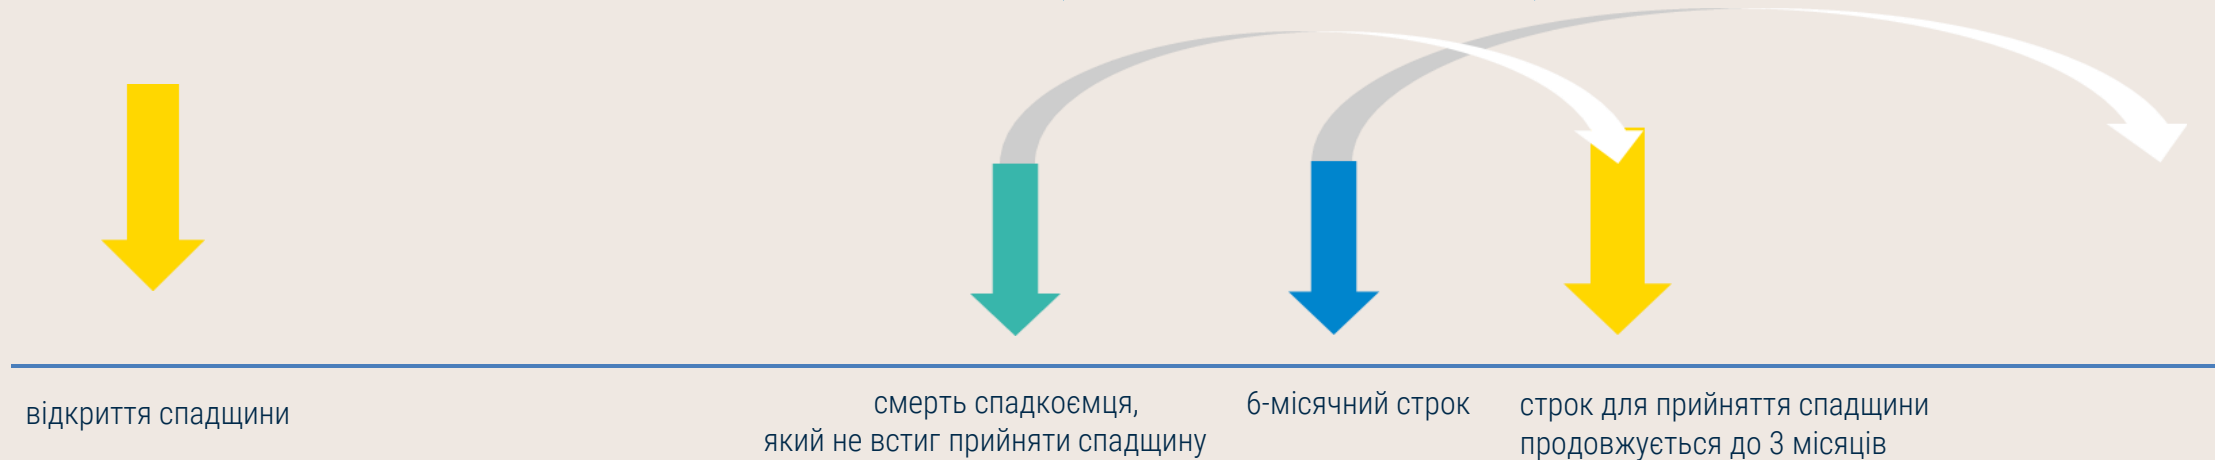 відкриття спадщини
смерть спадкоємця,
який не встиг прийняти спадщину
6-місячний строк
строк для прийняття спадщини
продовжується до 3 місяців